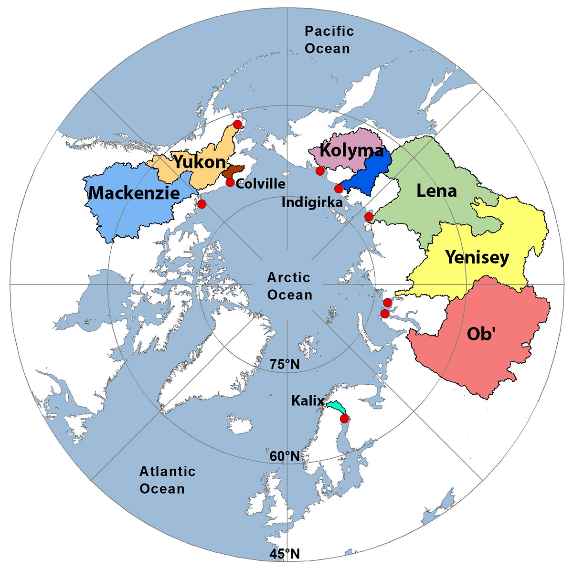 Pacific
Ocean
Kolyma
Yukon
Mackenzie
Colville
Lena
Indigirka
Yenisey
Arctic
Ocean
Ob'
75°N
Kalix
60°N
Atlantic
Ocean
45°N